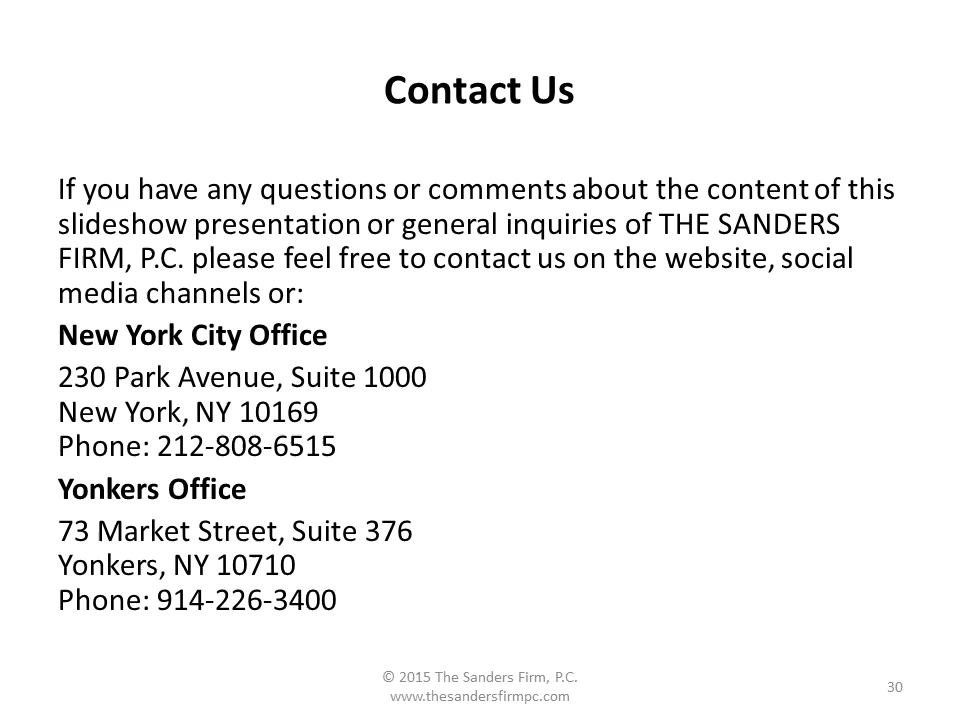 Contact Us
If you have any questions or comments about the content of this
slideshow presentation or general inquiries of THE SANDERS
FIRM, P.C. please feel free to contact us on the website, social
media channels or:
New York City Office
230 Park Avenue, Suite 1000
New York, NY 10169
Phone: 212-808-6515
Yonkers Office
73 Market Street, Suite 376
Yonkers, NY 10710
Phone: 914-226-3400
© 2015 The Sanders Firm, P.C.
www.thesandersfirmpc.com
30